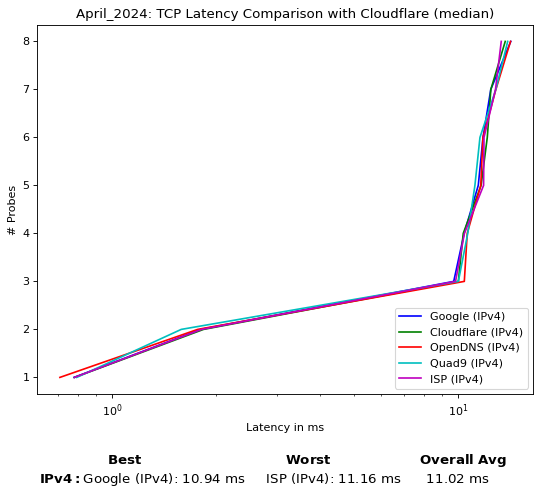 April_2024: TCP Latency Comparison with Cloudflare (median)
8
7
6
5
4
3
2
1
# Probes
Google (IPv4)
Cloudflare (IPv4)
OpenDNS (IPv4)
Quad9 (IPv4)
ISP (IPv4)
10⁰ 10¹
Latency in ms
Best Worst Overall Avg
IPv4: Google (IPv4): 10.94 ms ISP (IPv4): 11.16 ms 11.02 ms